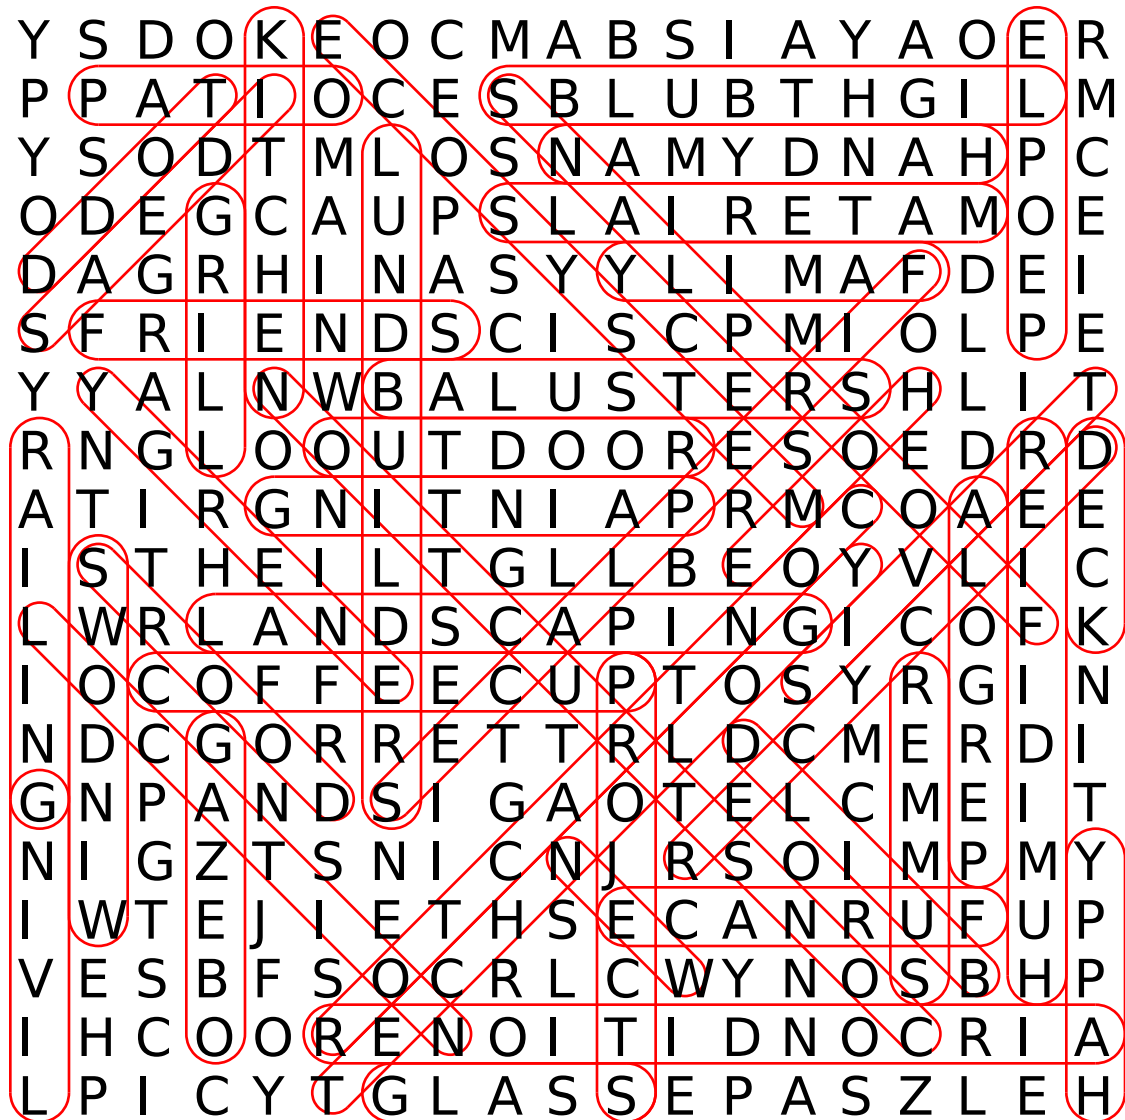 Y S D O K E O C M A B S I A Y A O E R
P P A T I O C E S B L U B T H G I L M
Y S O D T M L O S N A M Y D N A H P C
O D E G C A U P S L A I R E T A M O E
D A G R H I N A S Y Y L I M A F D E I
S F R I E N D S C I S C P M I O L P E
Y Y A L N W B A L U S T E R S H L I T
R N G L O O U T D O O R E S O E D R D
A T I R G N I T N I A P R M C O A E E
I S T H E I L T G L L B E O Y V L I C
L W R L A N D S C A P I N G I C O F K
I O C O F F E E C U P T O S Y R G I N
N D C G O R R E T T R L D C M E R D I
G N P A N D S I G A O T E L C M E I T
N I G Z T S N I C N J R S O I M P M Y
I W T E J I E T H S E C A N R U F U P
V E S B F S O C R L C W Y N O S B H P
I H C O O R E N O I T I D N O C R I A
L P I C Y T G L A S S E P A S Z L E H